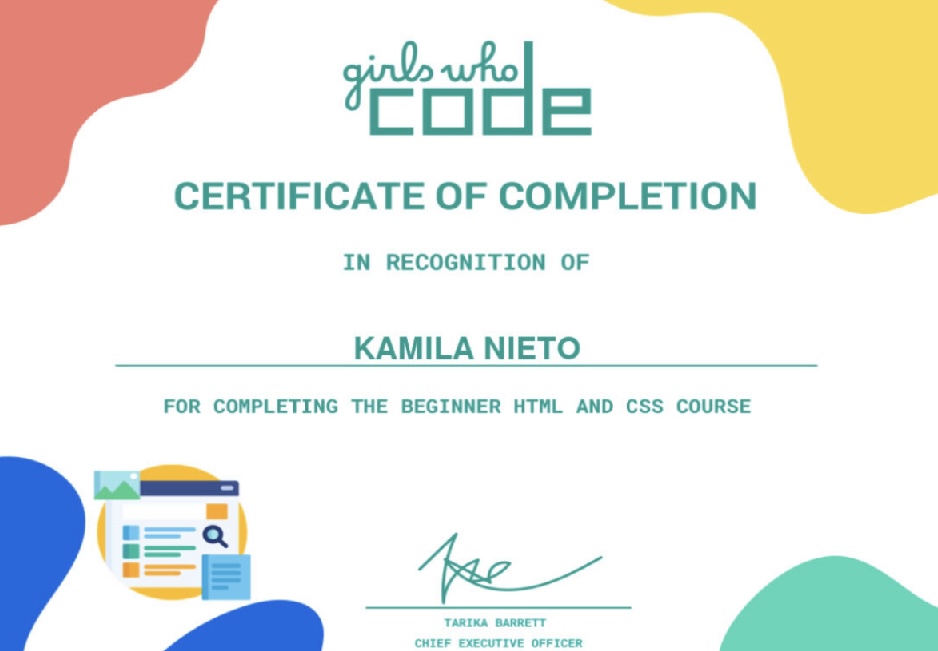 girls who
code
CERTIFICATE OF COMPLETION
IN RECOGNITION OF
KAMILA NIETO
FOR COMPLETING THE BEGINNER HTML AND CSS COURSE
TARIKA BARRETT
CHIEF EXECUTIVE OFFICER